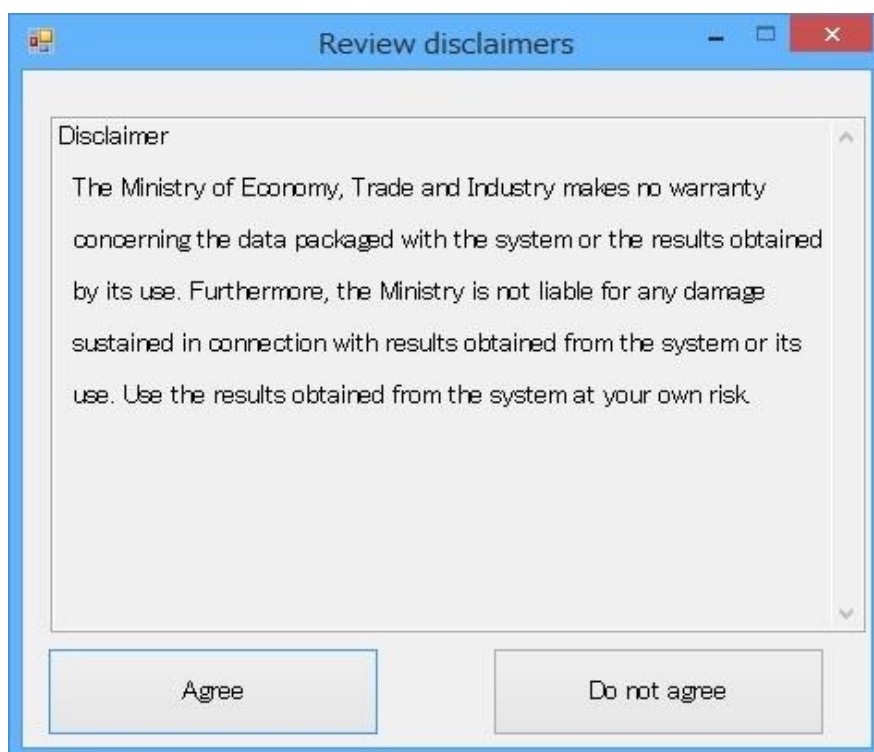 Review disclaimers
Disclaimer
The Ministry of Economy, Trade and Industry makes no warranty
concerning the data packaged with the system or the results obtained
by its use. Furthermore, the Ministry is not liable for any damage
sustained in connection with results obtained from the system or its
use. Use the results obtained from the system at your own risk.
Agree
Do not agree